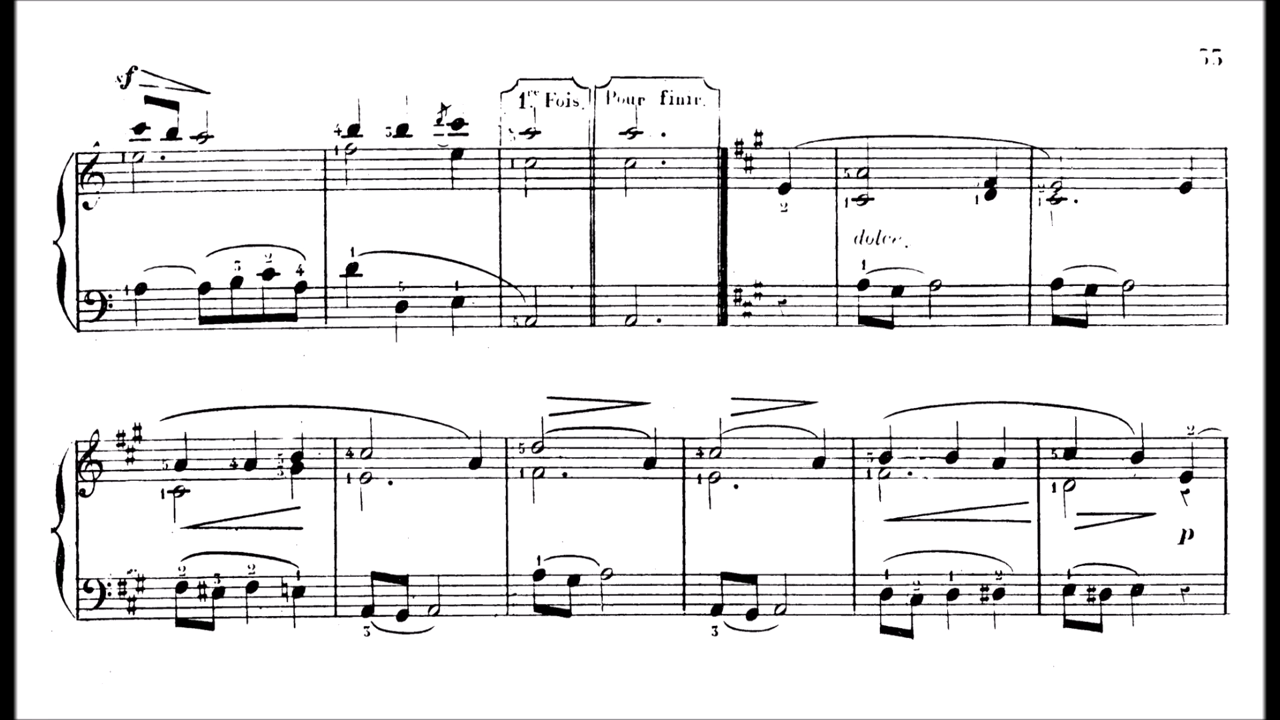 55
sf
1re Fois.
Pour finir.
dolce.
p